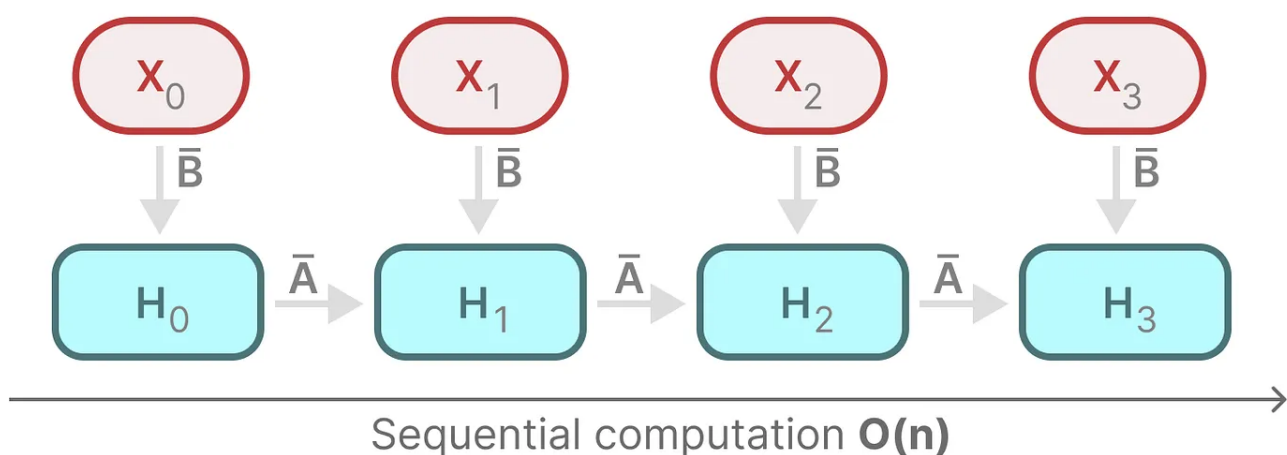 X₀ X₁ X₂ X₃
B̄ B̄ B̄ B̄
Ā Ā Ā
H₀ H₁ H₂ H₃
Sequential computation O(n)